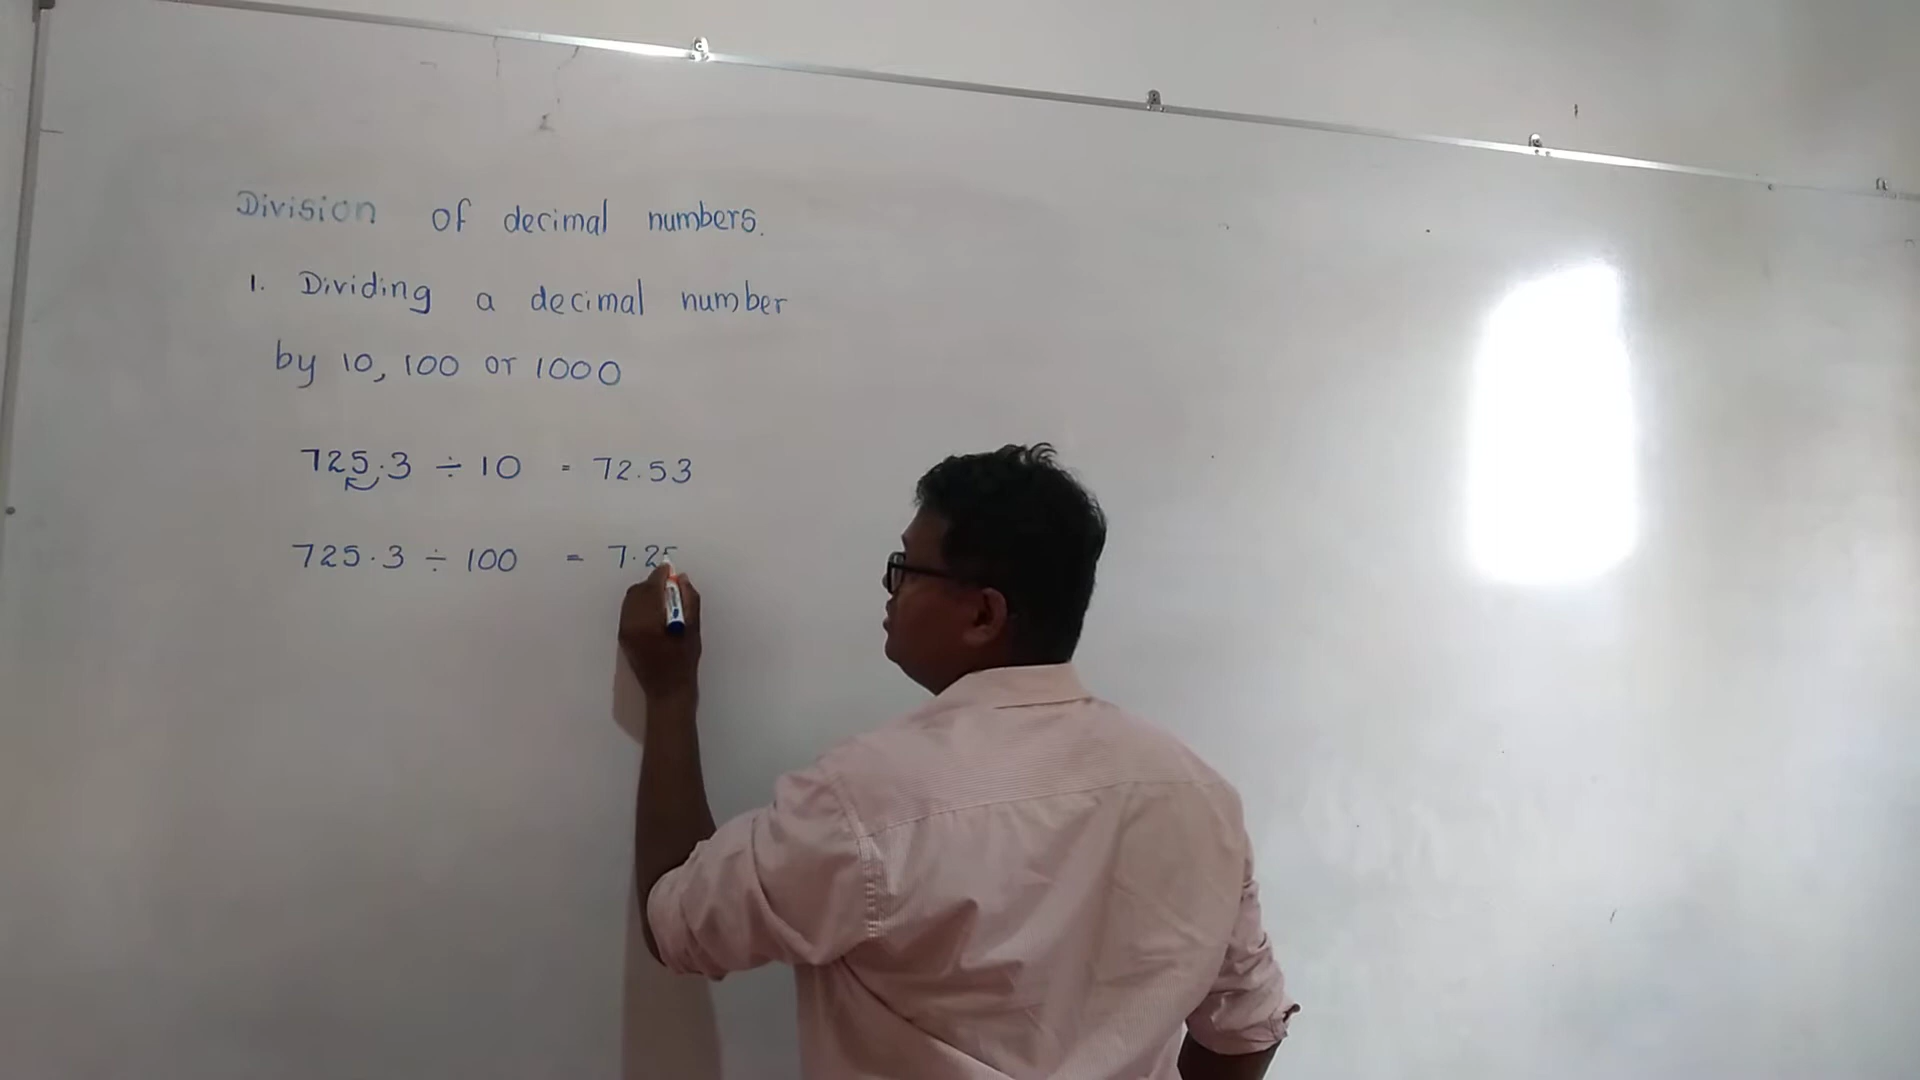 Division of decimal numbers.
1. Dividing a decimal number
by 10, 100 or 1000
725.3 ÷ 10 = 72.53
725.3 ÷ 100 = 7.25